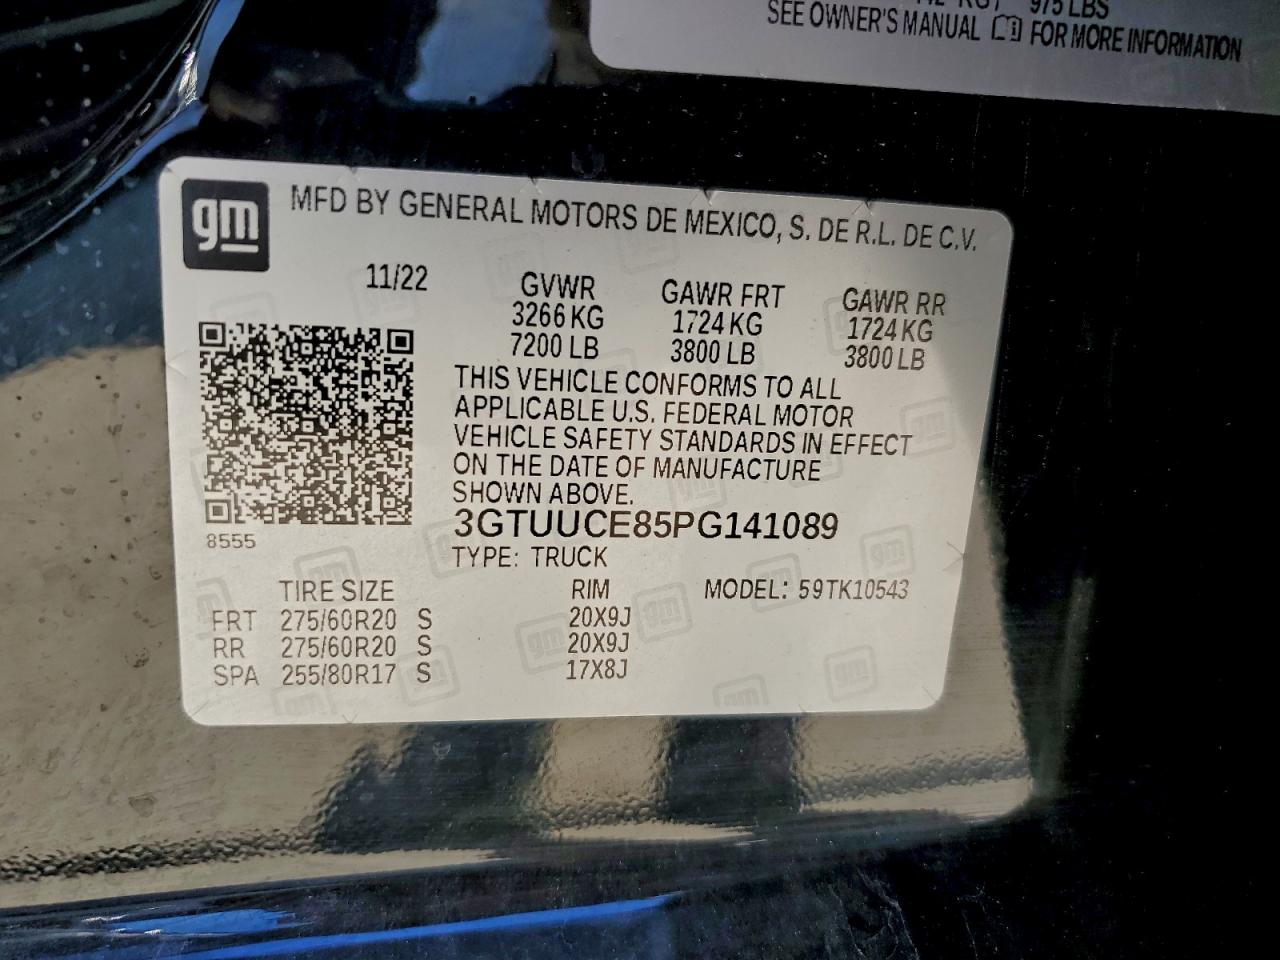 975 LBS
SEE OWNER'S MANUAL FOR MORE INFORMATION
gm MFD BY GENERAL MOTORS DE MEXICO, S. DE R.L. DE C.V.
11/22 GVWR GAWR FRT GAWR RR
3266 KG 1724 KG 1724 KG
7200 LB 3800 LB 3800 LB
THIS VEHICLE CONFORMS TO ALL
APPLICABLE U.S. FEDERAL MOTOR
VEHICLE SAFETY STANDARDS IN EFFECT
ON THE DATE OF MANUFACTURE
SHOWN ABOVE.
3GTUUCE85PG141089
8555
TYPE: TRUCK
TIRE SIZE RIM MODEL: 59TK10543
FRT 275/60R20 S 20X9J
RR 275/60R20 S 20X9J
SPA 255/80R17 S 17X8J